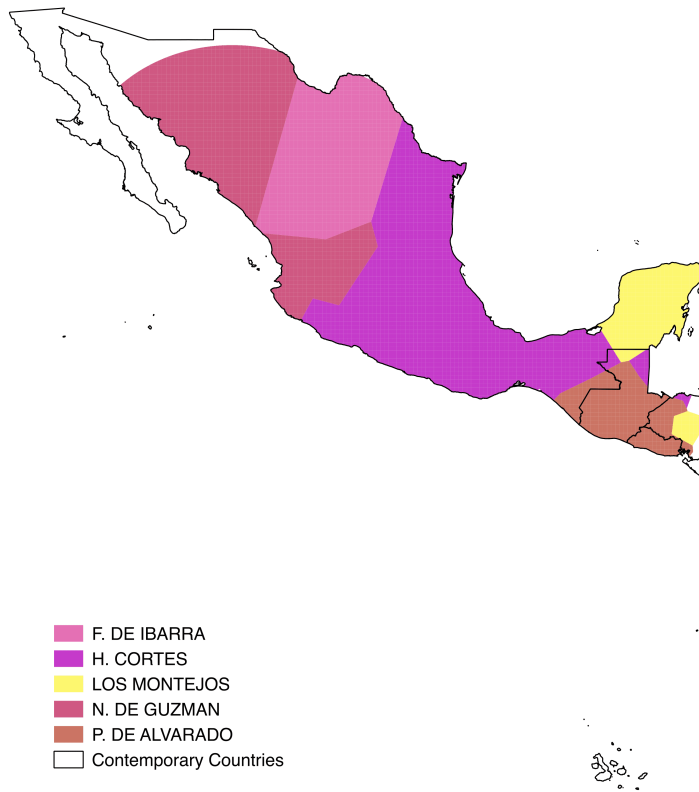 F. DE IBARRA
H. CORTES
LOS MONTEJOS
N. DE GUZMAN
P. DE ALVARADO
Contemporary Countries